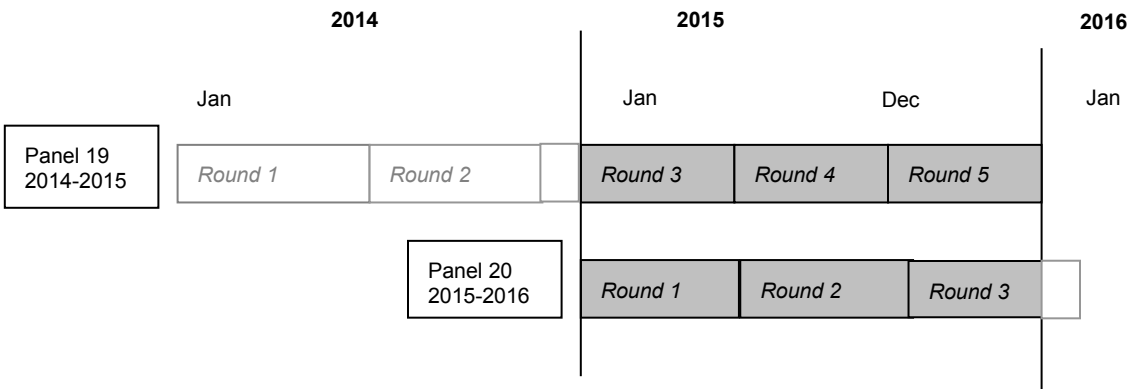 2014 2015 2016
Jan Jan Dec Jan
Panel 19
2014-2015
Round 1 Round 2 Round 3 Round 4 Round 5
Panel 20
2015-2016
Round 1 Round 2 Round 3